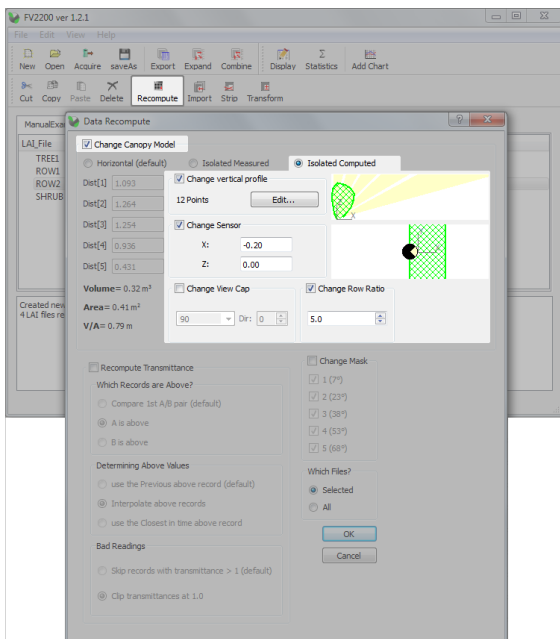 FV2200 ver 1.2.1
File Edit View Help
New Open Acquire saveAs Export Expand Combine Display Statistics Add Chart
Cut Copy Paste Delete Recompute Import Strip Transform
ManualExa
Data Recompute
LAI_File
TREE1
ROW1
ROW2
SHRUB
Created new
4 LAI files re
Change Canopy Model
Horizontal (default) Isolated Measured Isolated Computed
Dist[1] 1.093
Dist[2] 1.264
Dist[3] 1.254
Dist[4] 0.936
Dist[5] 0.431
Volume= 0.32 m³
Area= 0.41 m²
V/A= 0.79 m
Change vertical profile
12 Points Edit...
Z
X
Change Sensor
X: -0.20
Z: 0.00
Y
X
Change View Cap
90 Dir: 0
Change Row Ratio
5.0
Recompute Transmittance
Which Records are Above?
Compare 1st A/B pair (default)
A is above
B is above
Determining Above Values
use the Previous above record (default)
Interpolate above records
use the Closest in time above record
Bad Readings
Skip records with transmittance > 1 (default)
Clip transmittances at 1.0
Change Mask
1 (7°)
2 (23°)
3 (38°)
4 (53°)
5 (68°)
Which Files?
Selected
All
OK
Cancel